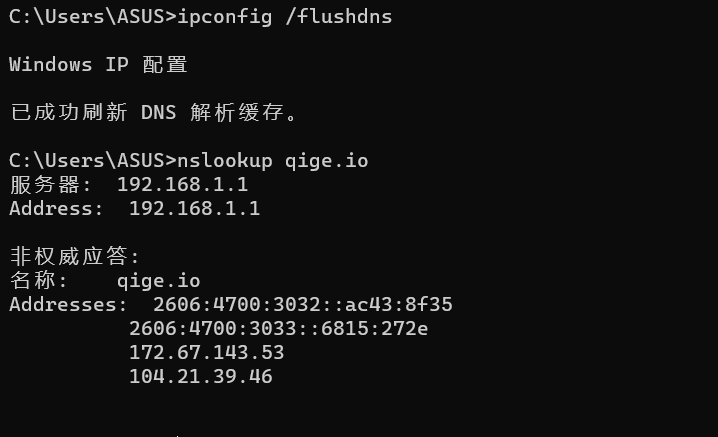 C:\Users\ASUS>ipconfig /flushdns
Windows IP 配置
已成功刷新 DNS 解析缓存。
C:\Users\ASUS>nslookup qige.io
服务器:  192.168.1.1
Address:  192.168.1.1
非权威应答:
名称:    qige.io
Addresses:  2606:4700:3032::ac43:8f35
2606:4700:3033::6815:272e
172.67.143.53
104.21.39.46